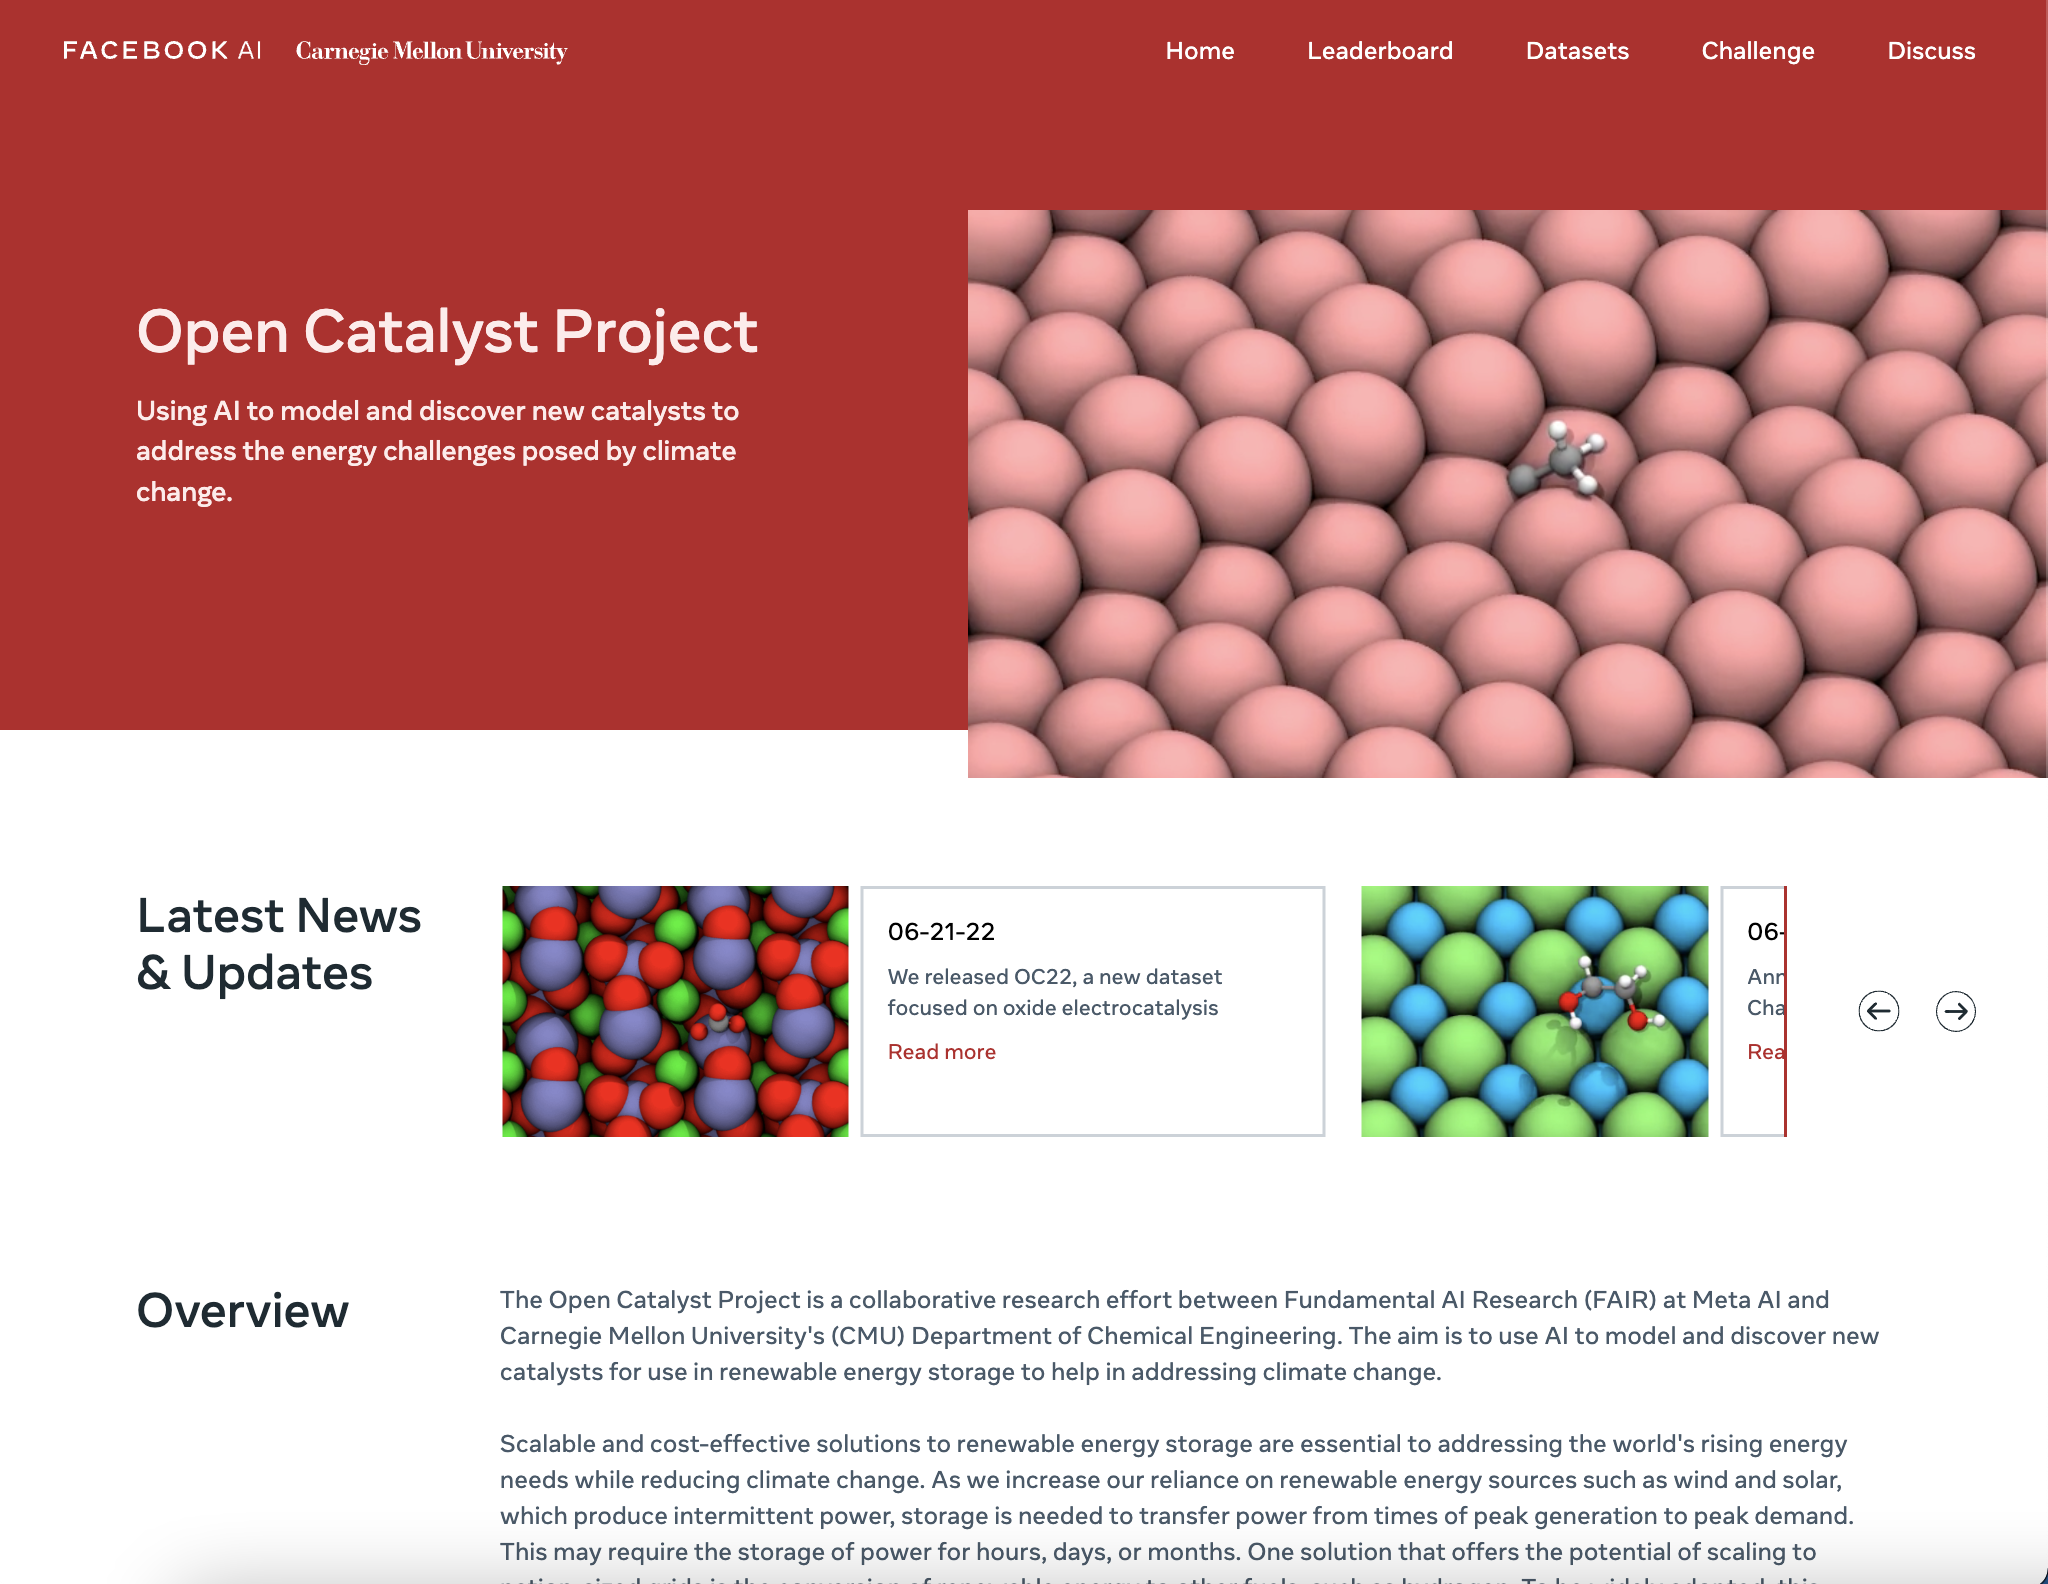 FACEBOOK AI
Carnegie Mellon University
Home
Leaderboard
Datasets
Challenge
Discuss
Open Catalyst Project
Using AI to model and discover new catalysts to
address the energy challenges posed by climate
change.
Latest News
& Updates
06-21-22
We released OC22, a new dataset
focused on oxide electrocatalysis
Read more
06-
Overview
The Open Catalyst Project is a collaborative research effort between Fundamental AI Research (FAIR) at Meta AI and
Carnegie Mellon University's (CMU) Department of Chemical Engineering. The aim is to use AI to model and discover new
catalysts for use in renewable energy storage to help in addressing climate change.
Scalable and cost-effective solutions to renewable energy storage are essential to addressing the world's rising energy
needs while reducing climate change. As we increase our reliance on renewable energy sources such as wind and solar,
which produce intermittent power, storage is needed to transfer power from times of peak generation to peak demand.
This may require the storage of power for hours, days, or months. One solution that offers the potential of scaling to